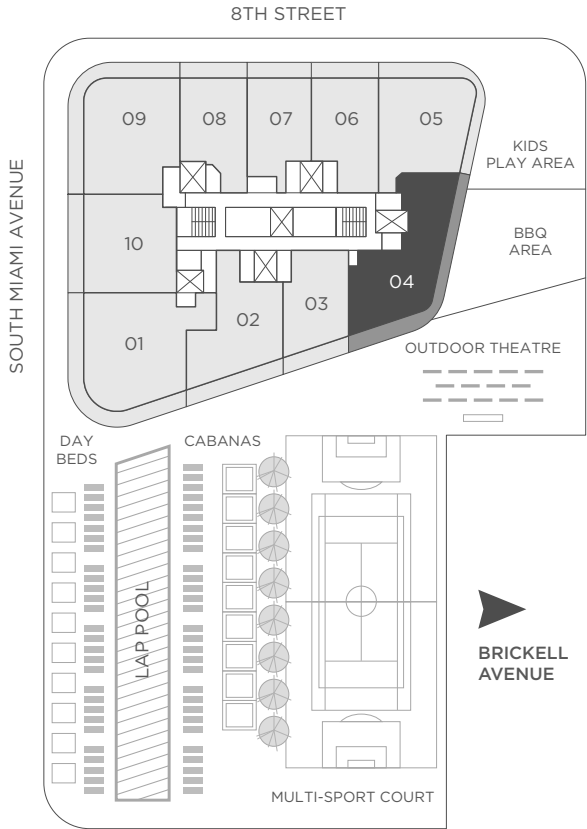 8TH STREET
09
08
07
06
05
KIDS
PLAY AREA
SOUTH MIAMI AVENUE
10
BBQ
AREA
04
01
02
03
OUTDOOR THEATRE
DAY
BEDS
CABANAS
LAP POOL
BRICKELL
AVENUE
MULTI-SPORT COURT